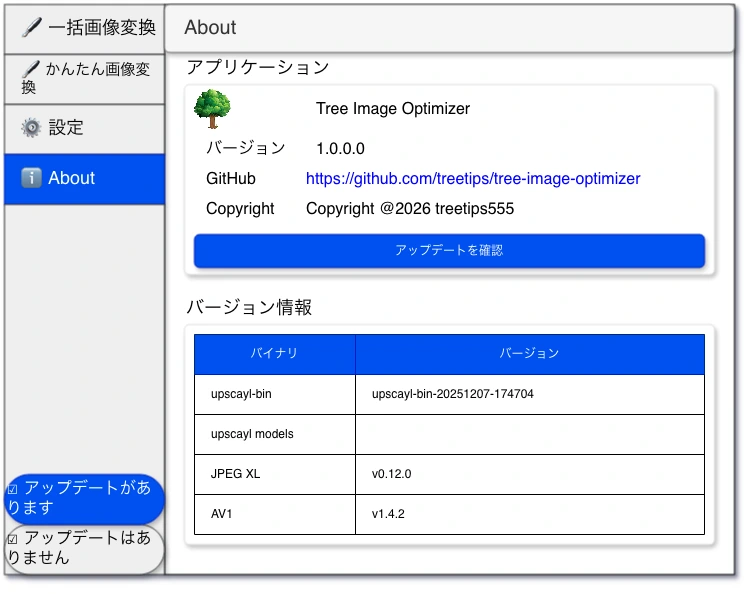 一括画像変換
かんたん画像変
換
設定
About
☑ アップデートがあ
ります
☑ アップデートはあ
りません
About
アプリケーション
Tree Image Optimizer
バージョン 1.0.0.0
GitHub https://github.com/treetips/tree-image-optimizer
Copyright Copyright @2026 treetips555
アップデートを確認
バージョン情報
バイナリ バージョン
upscayl-bin upscayl-bin-20251207-174704
upscayl models
JPEG XL v0.12.0
AV1 v1.4.2